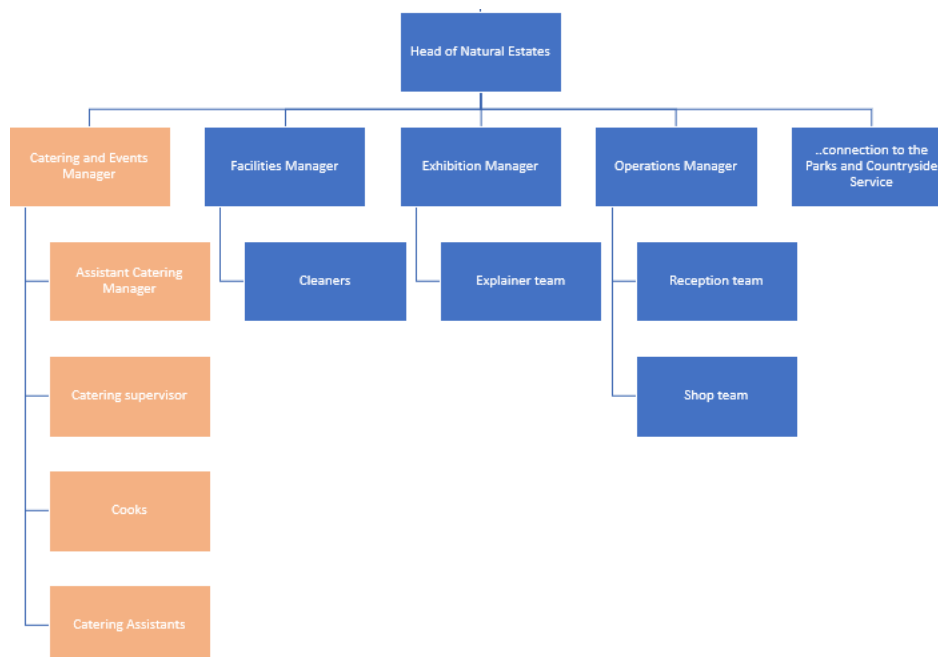 Head of Natural Estates
Catering and Events
Manager
Facilities Manager
Exhibition Manager
Operations Manager
..connection to the
Parks and Countryside
Service
Assistant Catering
Manager
Cleaners
Explainer team
Reception team
Catering supervisor
Shop team
Cooks
Catering Assistants